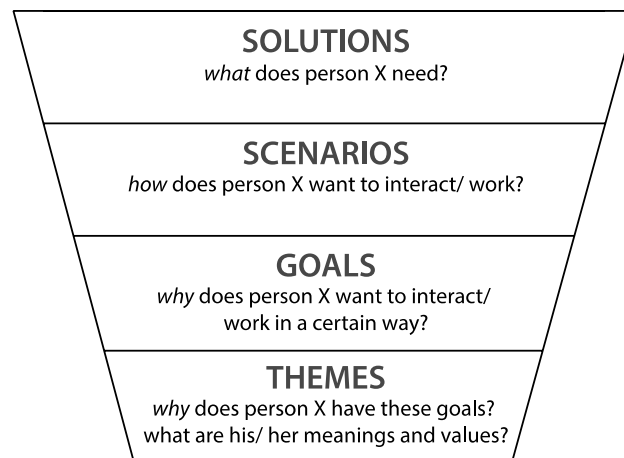 SOLUTIONS
what does person X need?
SCENARIOS
how does person X want to interact/ work?
GOALS
why does person X want to interact/
work in a certain way?
THEMES
why does person X have these goals?
what are his/ her meanings and values?